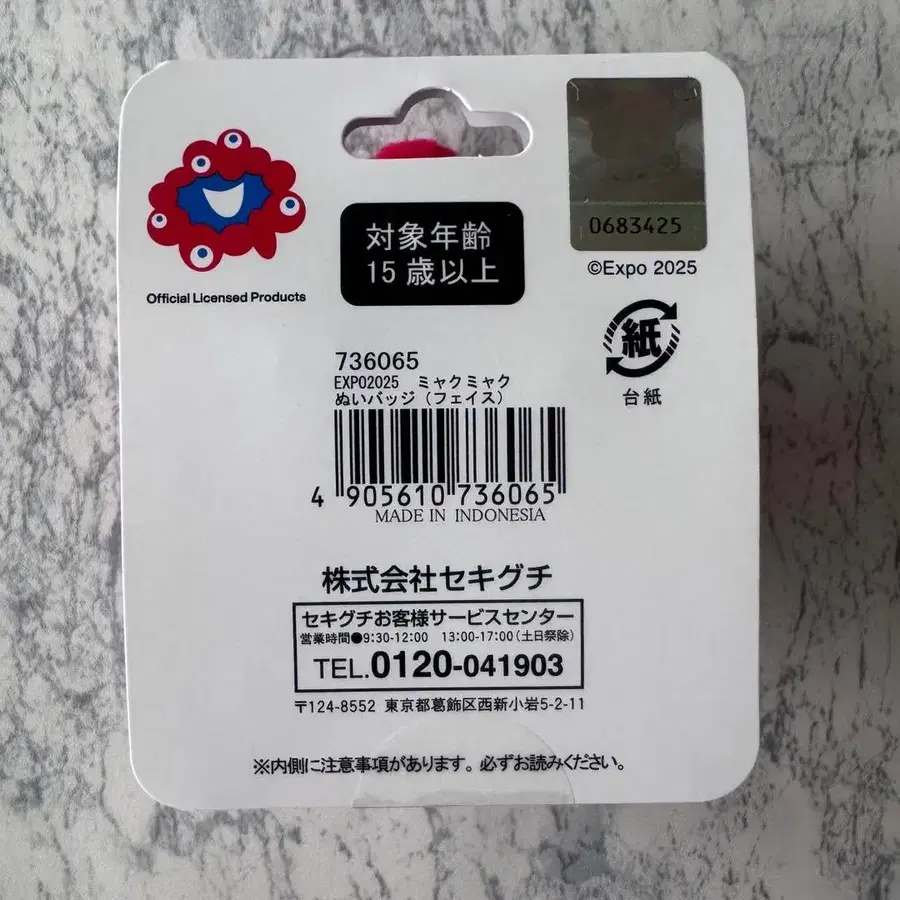 Official Licensed Products
対象年齢
15歳以上
0683425
©Expo 2025
紙
台紙
736065
EXPO2025 ミャクミャク
ぬいバッジ(フェイス)
4 905610 736065
MADE IN INDONESIA
株式会社セキグチ
セキグチお客様サービスセンター
営業時間●9:30-12:00 13:00-17:00(土日祭除)
TEL.0120-041903
〒124-8552 東京都葛飾区西新小岩5-2-11
※内側に注意事項があります。必ずお読みください。